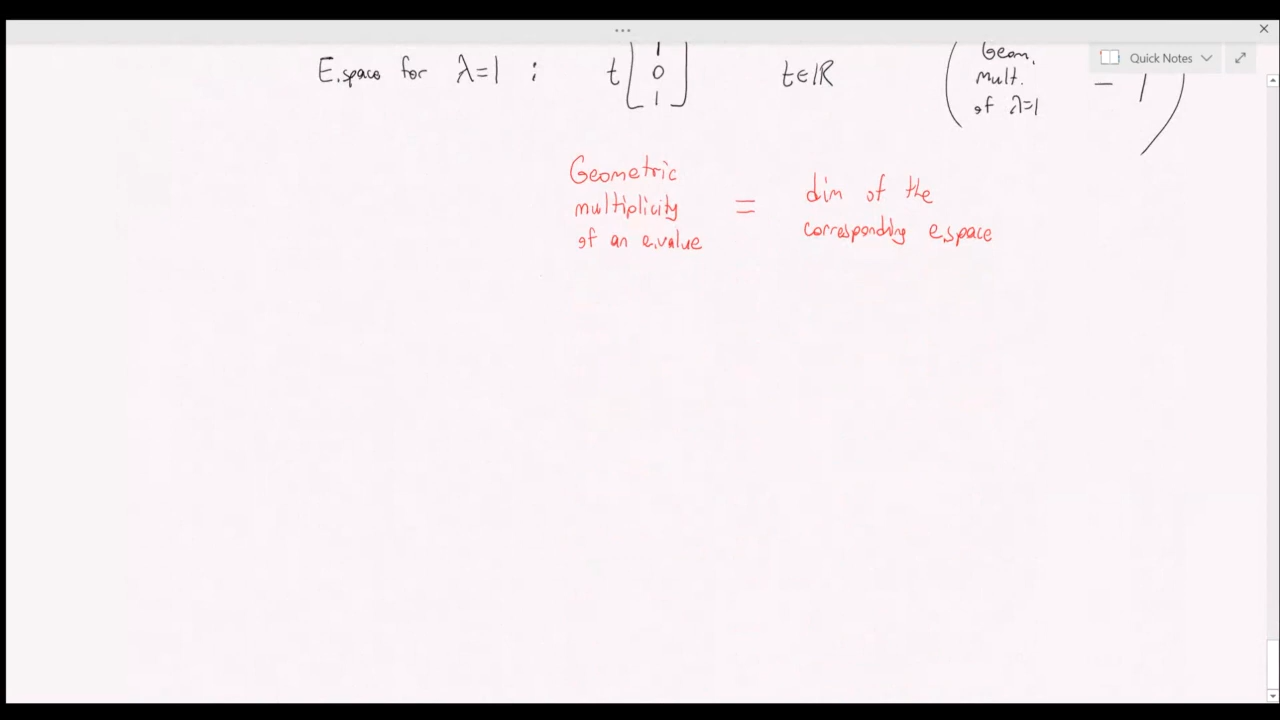 E.space for λ=1 : t [1 0 1] t∈ℝ
Geom.
mult. = 1
of λ=1
Quick Notes
Geometric
multiplicity
of an e.value
=
dim of the
corresponding e.space